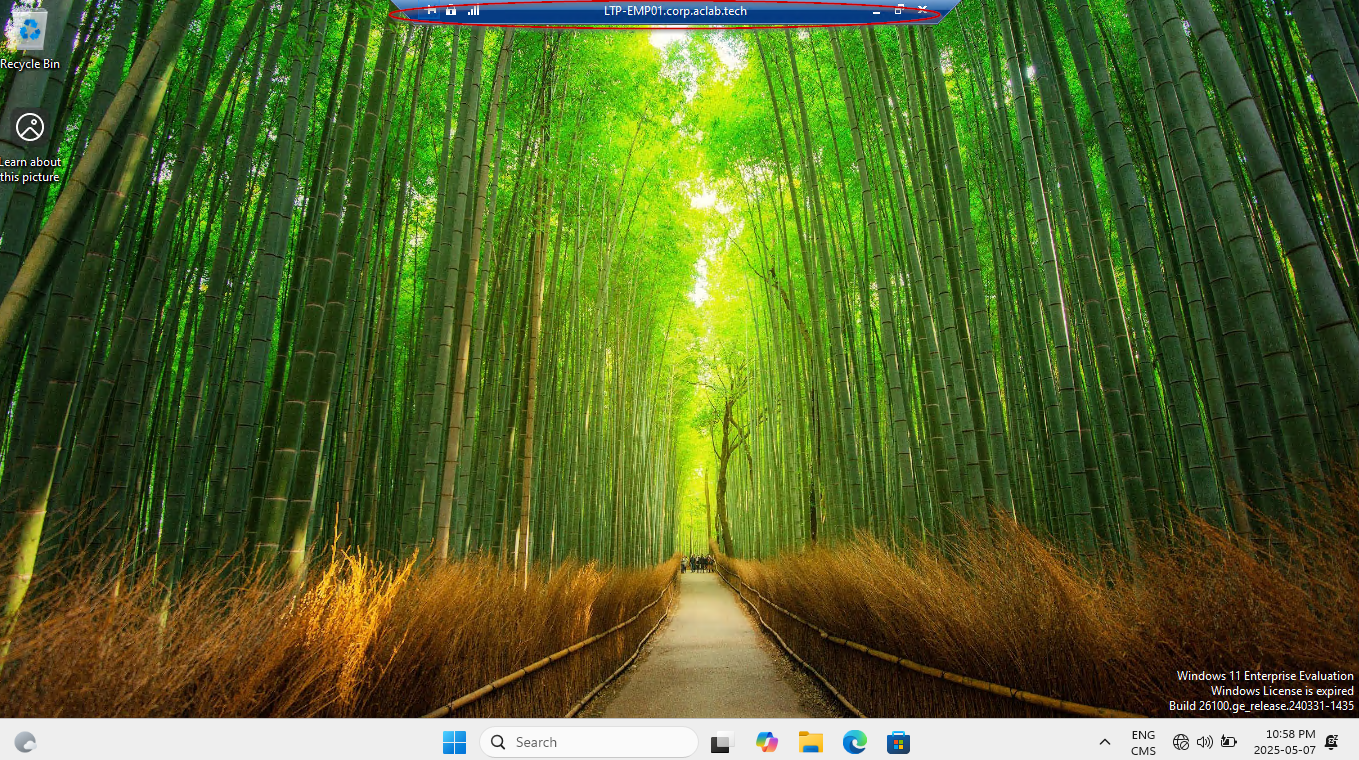 LTP-EMP01.corp.aclab.tech
Recycle Bin
Learn about
this picture
Windows 11 Enterprise Evaluation
Windows License is expired
Build 26100.ge_release.240331-1435
Search
ENG
CMS
10:58 PM
2025-05-07